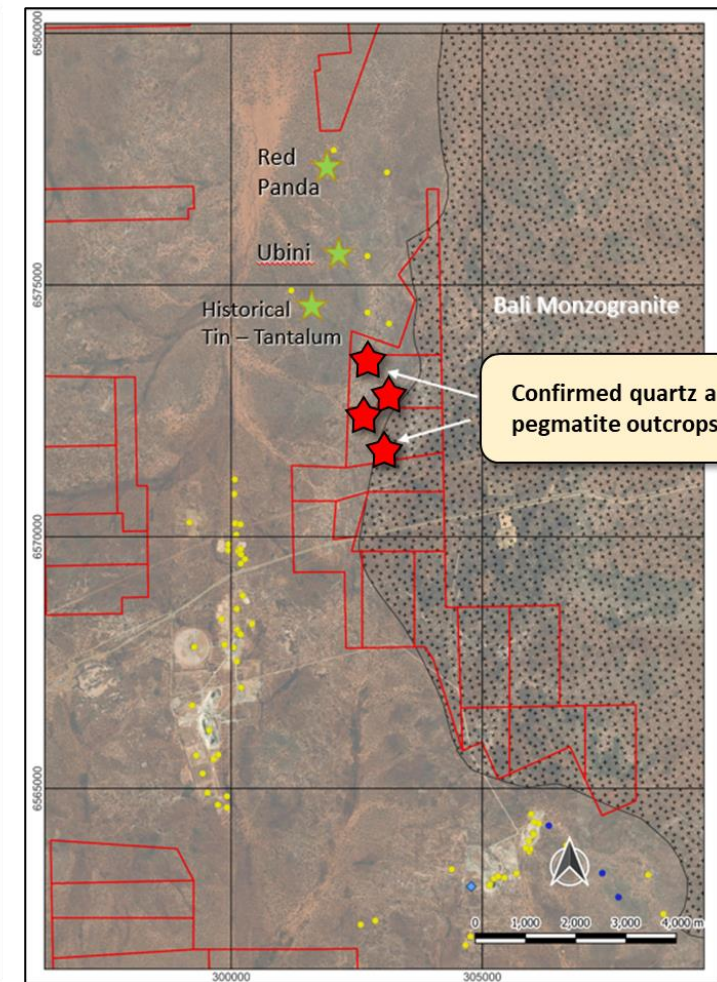 6580000
Red
Panda
Ubini
6575000
Historical
Tin – Tantalum
Bali Monzogranite
Confirmed quartz a
pegmatite outcrops
6570000
6565000
0 1,000 2,000 3,000 4,000 m
300000 305000